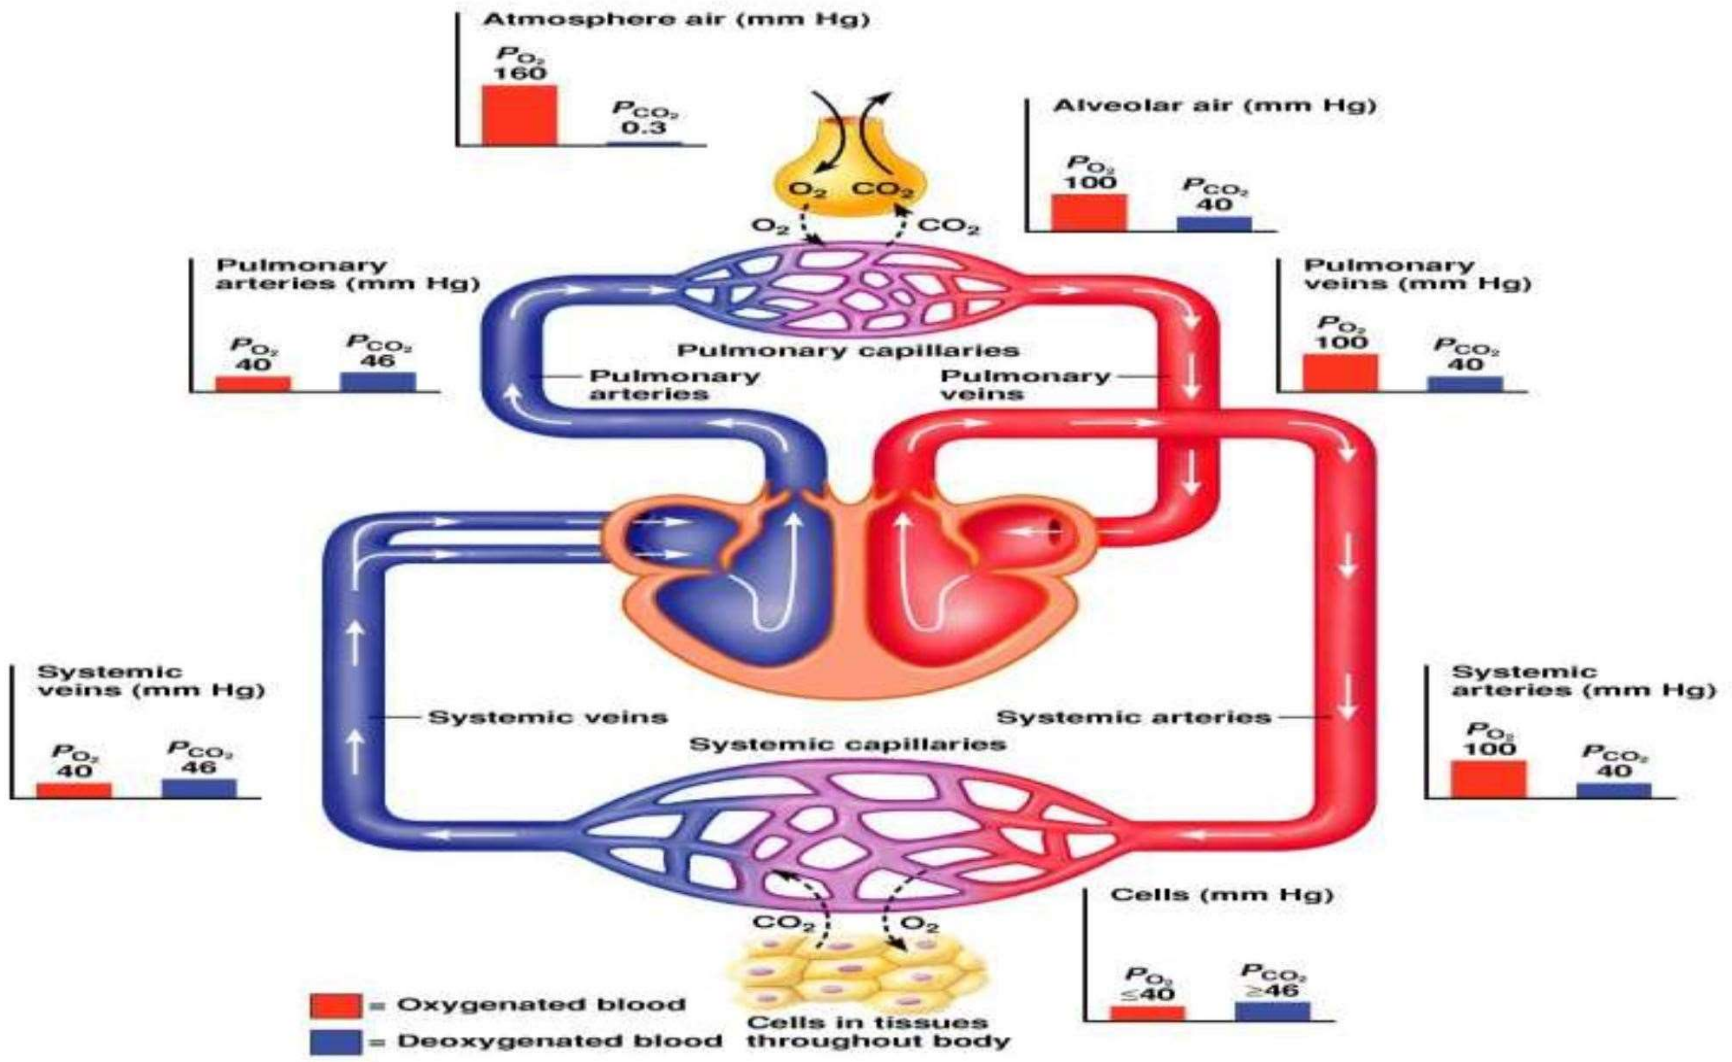 Atmosphere air (mm Hg)
PO₂
160
PCO₂
0.3
Alveolar air (mm Hg)
PO₂
100
PCO₂
40
O₂ CO₂
O₂
CO₂
Pulmonary
arteries (mm Hg)
PO₂
40
PCO₂
46
Pulmonary
veins (mm Hg)
PO₂
100
PCO₂
40
Pulmonary capillaries
Pulmonary
arteries
Pulmonary
veins
Systemic
veins (mm Hg)
PO₂
40
PCO₂
46
Systemic veins
Systemic arteries
Systemic capillaries
Systemic
arteries (mm Hg)
PO₂
100
PCO₂
40
CO₂
O₂
Cells (mm Hg)
PO₂
≤40
PCO₂
≥46
= Oxygenated blood
= Deoxygenated blood
Cells in tissues
throughout body